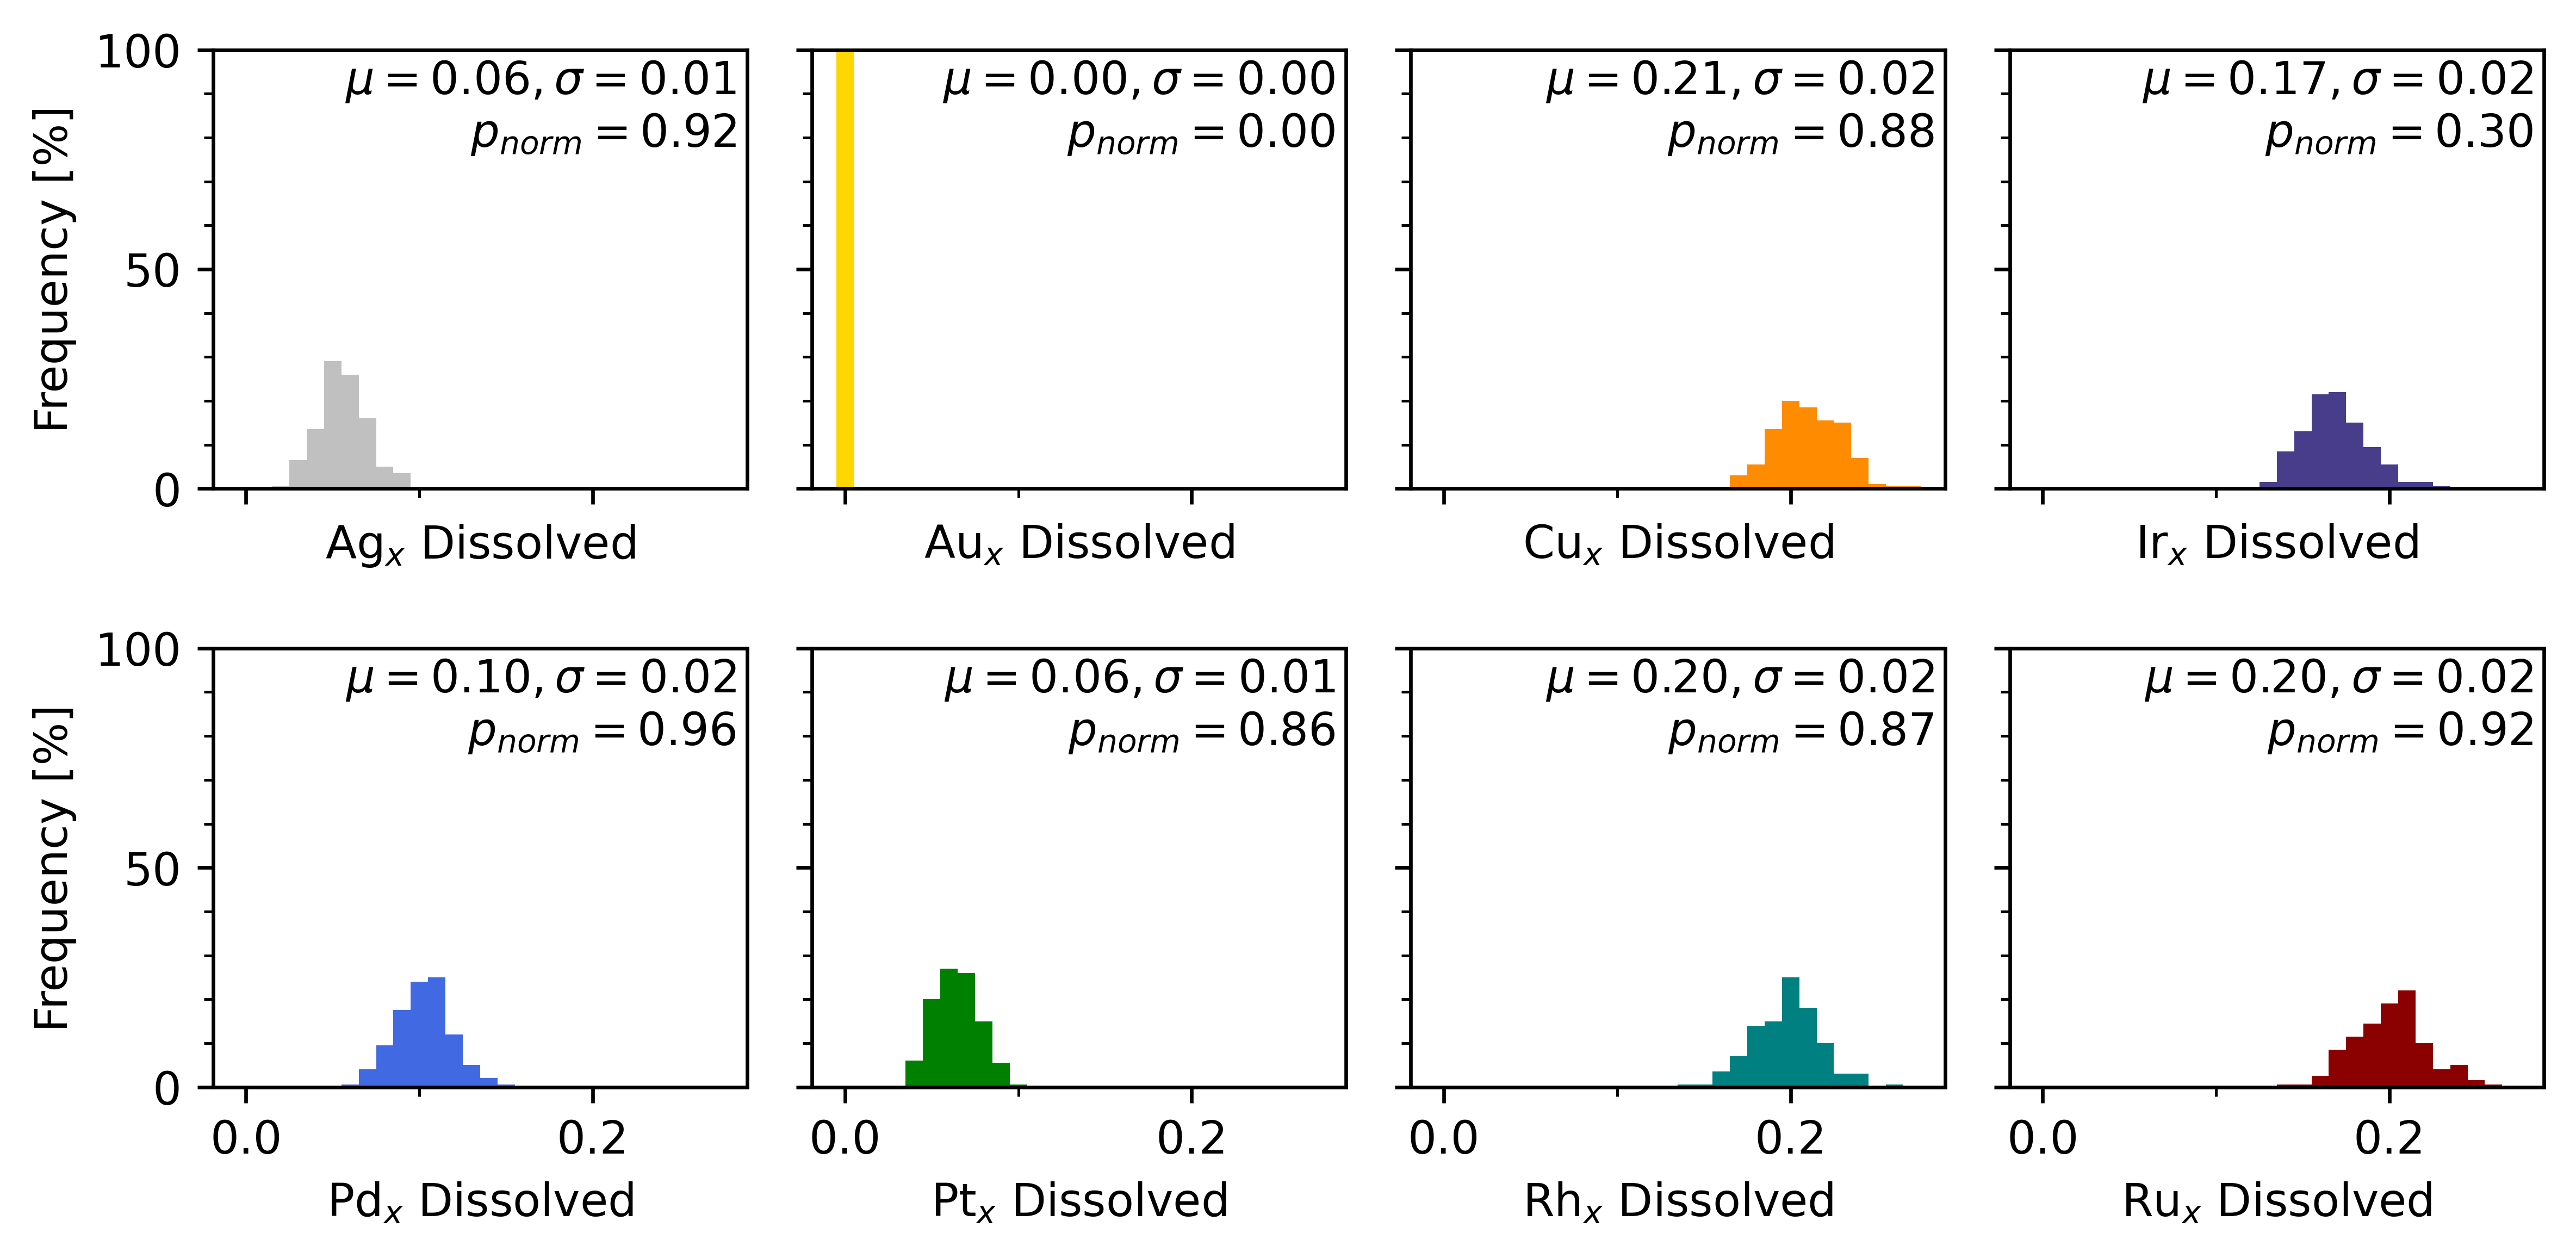 Frequency [%]
100
50
0
μ = 0.06, σ = 0.01
p_norm = 0.92
Ag_x Dissolved
μ = 0.00, σ = 0.00
p_norm = 0.00
Au_x Dissolved
μ = 0.21, σ = 0.02
p_norm = 0.88
Cu_x Dissolved
μ = 0.17, σ = 0.02
p_norm = 0.30
Ir_x Dissolved
Frequency [%]
100
50
0
μ = 0.10, σ = 0.02
p_norm = 0.96
0.0 0.2
Pd_x Dissolved
μ = 0.06, σ = 0.01
p_norm = 0.86
0.0 0.2
Pt_x Dissolved
μ = 0.20, σ = 0.02
p_norm = 0.87
0.0 0.2
Rh_x Dissolved
μ = 0.20, σ = 0.02
p_norm = 0.92
0.0 0.2
Ru_x Dissolved